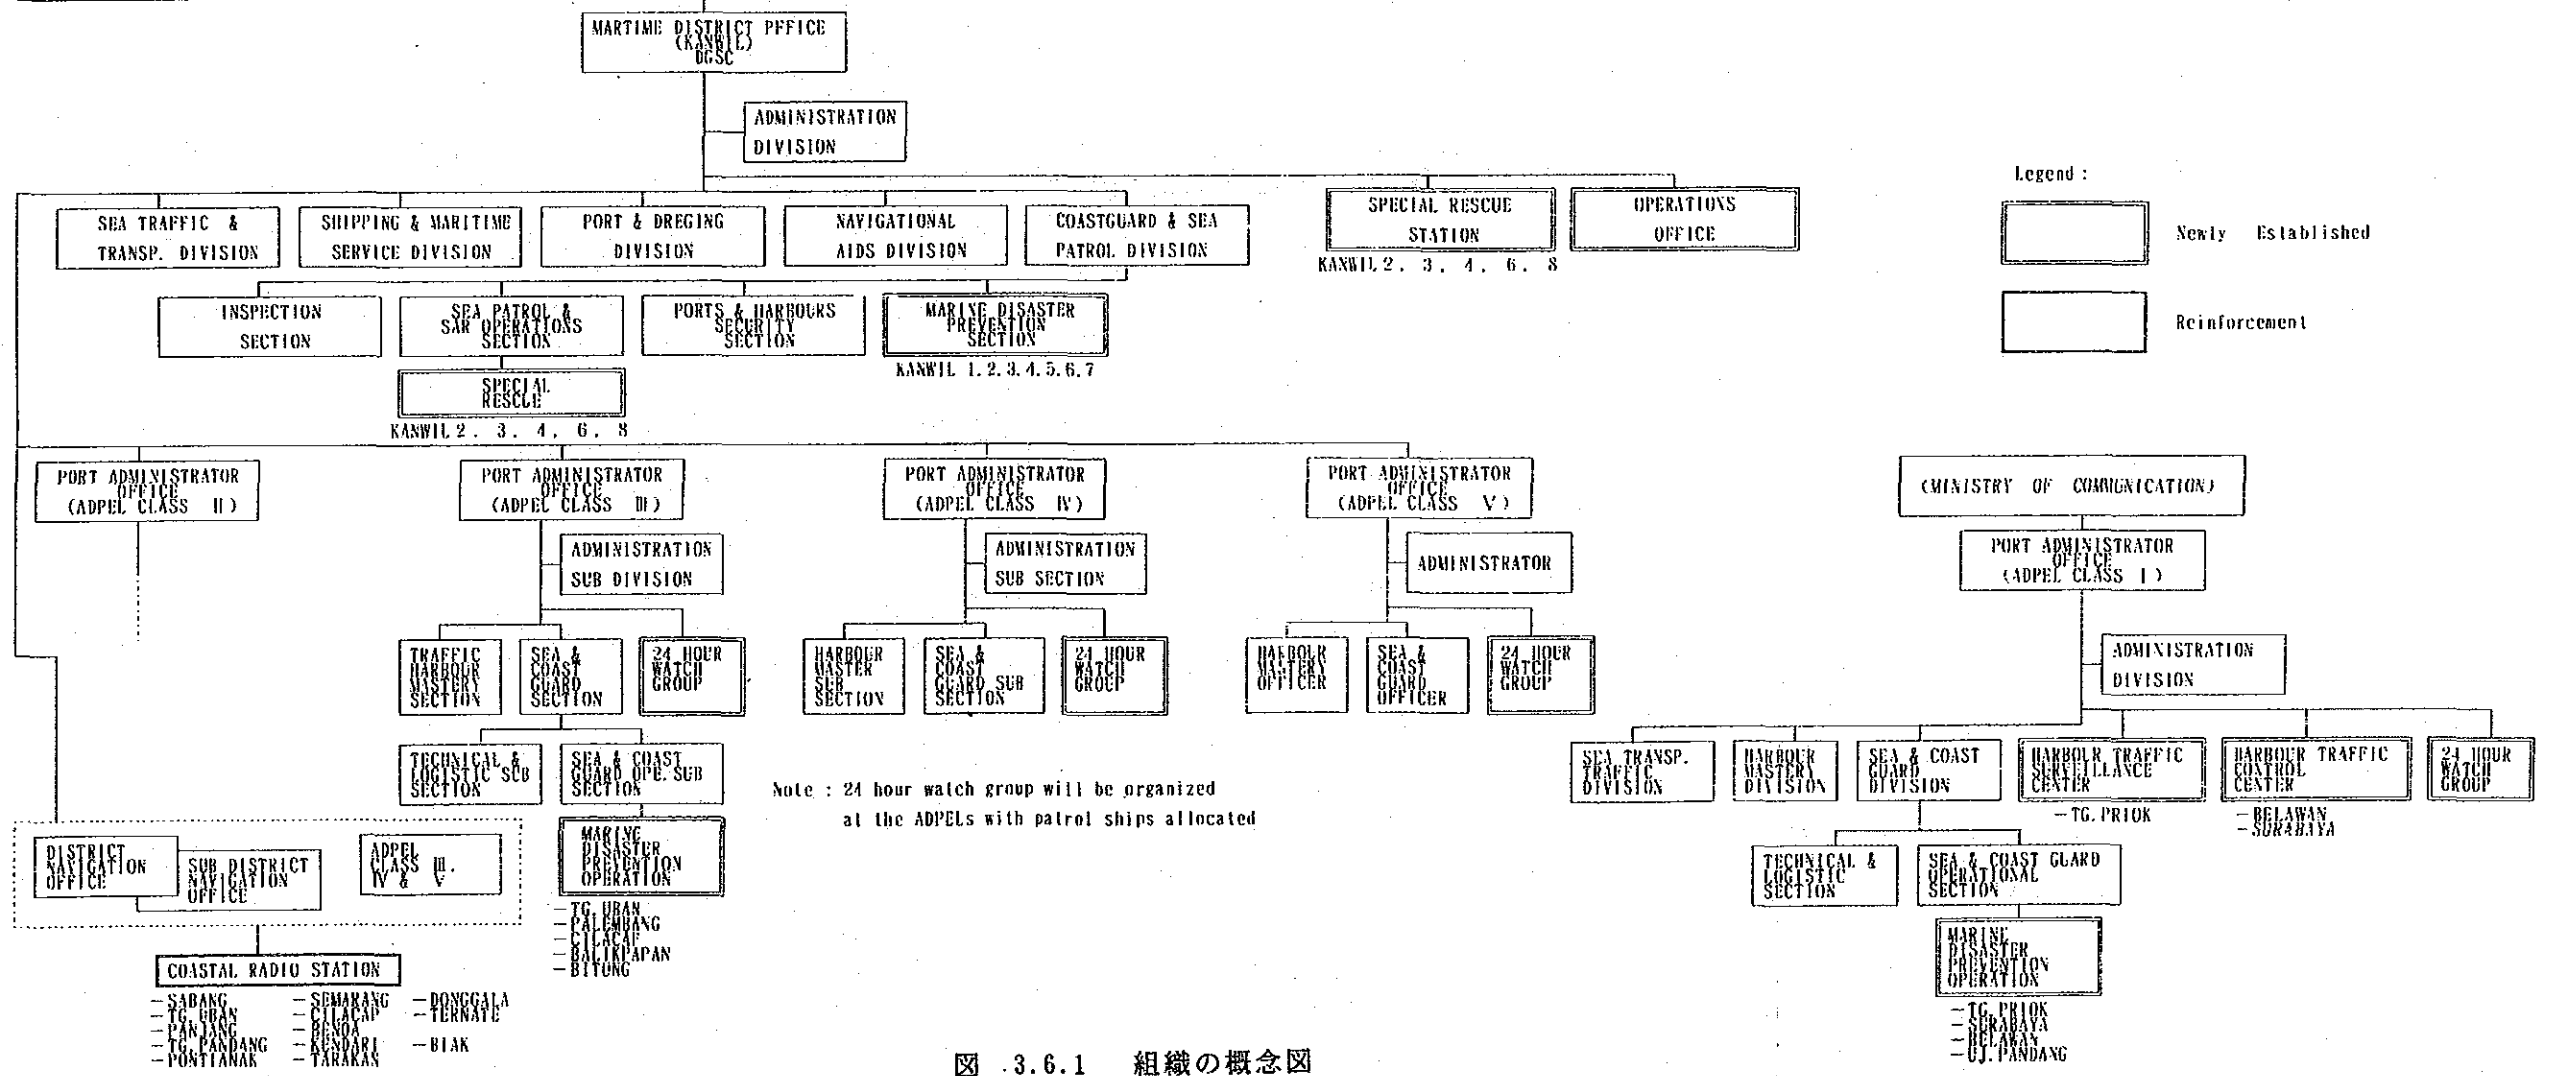 MARTIME DISTRICT PFFICE
(KANWIL)
DGSC
ADMINISTRATION
DIVISION
SEA TRAFFIC &
TRANSP. DIVISION
SHIPPING & MARITIME
SERVICE DIVISION
PORT & DREGING
DIVISION
NAVIGATIONAL
AIDS DIVISION
COASTGUARD & SEA
PATROL DIVISION
SPECIAL RESCUE
STATION
KANWIL 2. 3. 4. 6. 8
OPERATIONS
OFFICE
Legend :
Newly Established
Reinforcement
INSPECTION
SECTION
SEA PATROL &
SAR OPERATIONS
SECTION
PORTS & HARBOURS
SECURITY
SECTION
MARINE DISASTER
PREVENTION
SECTION
KANWIL 1.2.3.4.5.6.7
SPECIAL
RESCUE
KANWIL 2. 3. 4. 6. 8
PORT ADMINISTRATOR
OFFICE
(ADPEL CLASS II)
PORT ADMINISTRATOR
OFFICE
(ADPEL CLASS III)
PORT ADMINISTRATOR
OFFICE
(ADPEL CLASS IV)
PORT ADMINISTRATOR
OFFICE
(ADPEL CLASS V)
(MINISTRY OF COMMUNICATION)
PORT ADMINISTRATOR
OFFICE
(ADPEL CLASS I)
ADMINISTRATION
SUB DIVISION
ADMINISTRATION
SUB SECTION
ADMINISTRATOR
ADMINISTRATION
DIVISION
TRAFFIC
HARBOUR
MASTERY
SECTION
SEA &
COAST
GUARD
SECTION
24 HOUR
WATCH
GROUP
HARBOUR
MASTER
SUB
SECTION
SEA &
COAST
GUARD SUB
SECTION
24 HOUR
WATCH
GROUP
HARBOUR
MASTERY
OFFICER
SEA &
COAST
GUARD
OFFICER
24 HOUR
WATCH
GROUP
SEA TRANSP.
TRAFFIC
DIVISION
HARBOUR
MASTERY
DIVISION
SEA & COAST
GUARD
DIVISION
HARBOUR TRAFFIC
SURVEILLANCE
CENTER
—TG.PRIOK
HARBOUR TRAFFIC
CONTROL
CENTER
—BELAWAN
—SURABAYA
24 HOUR
WATCH
GROUP
TECHNICAL &
LOGISTIC SUB
SECTION
SEA & COAST
GUARD OPE. SUB
SECTION
Note : 24 hour watch group will be organized
at the ADPELs with patrol ships allocated
MARINE
DISASTER
PREVENTION
OPERATION
—TG.UBAN
—PALEMBANG
—CILACAP
—BALIKPAPAN
—BITUNG
TECHNICAL &
LOGISTIC
SECTION
SEA & COAST GUARD
OPERATIONAL
SECTION
MARINE
DISASTER
PREVENTION
OPERATION
—TG.PRIOK
—SURABAYA
—BELAWAN
—UJ.PANDANG
DISTRICT
NAVIGATION
OFFICE
SUB DISTRICT
NAVIGATION
OFFICE
ADPEL
CLASS III.
IV & V
COASTAL RADIO STATION
—SABANG
—TG.UBAN
—PANJANG
—TG.PANDANG
—PONTIANAK
—SEMARANG
—CILACAP
—BENOA
—KENDARI
—TARAKAN
—DONGGALA
—TERNATE
—BIAK
図 3.6.1 組織の概念図